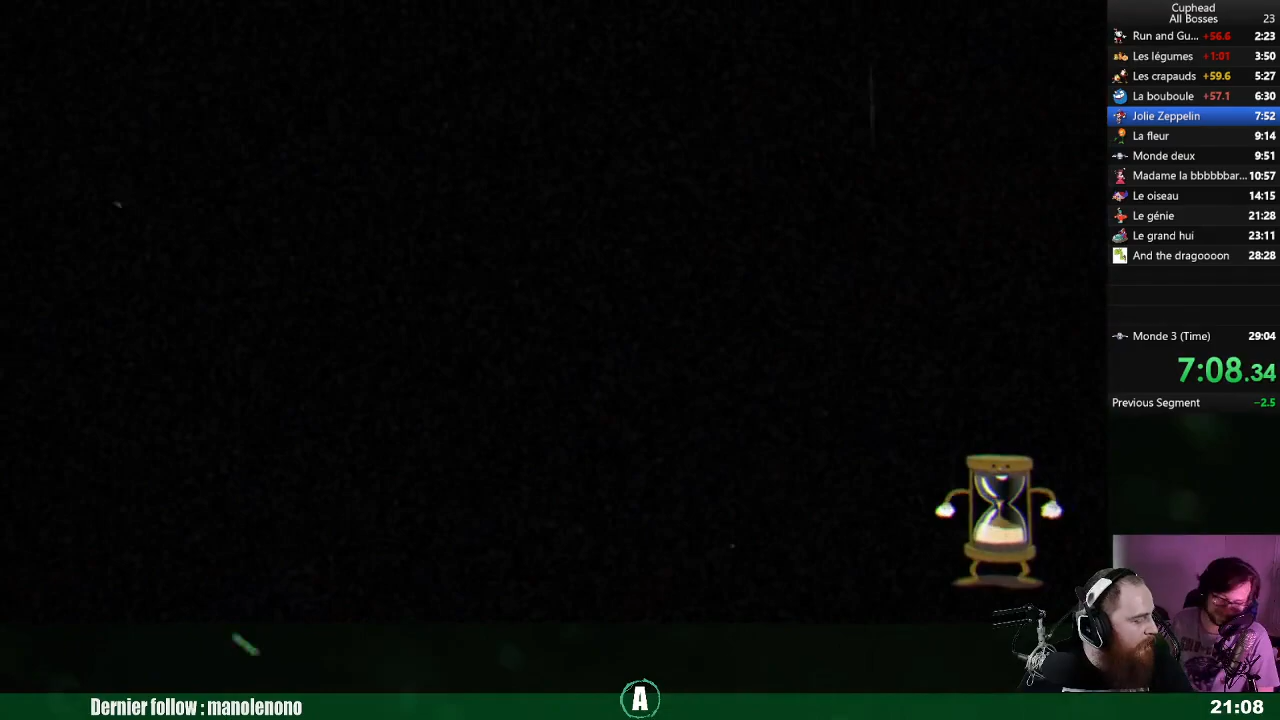 Cuphead
All Bosses 23
Run and Gu... +56.6 2:23
Les légumes +1:01 3:50
Les crapauds +59.6 5:27
La bouboule +57.1 6:30
Jolie Zeppelin 7:52
La fleur 9:14
Monde deux 9:51
Madame la bbbbbbar... 10:57
Le oiseau 14:15
Le génie 21:28
Le grand huï 23:11
And the dragoooon 28:28
Monde 3 (Time) 29:04
7:08.34
Previous Segment −2.5
Dernier follow : manolenono
A
21:08